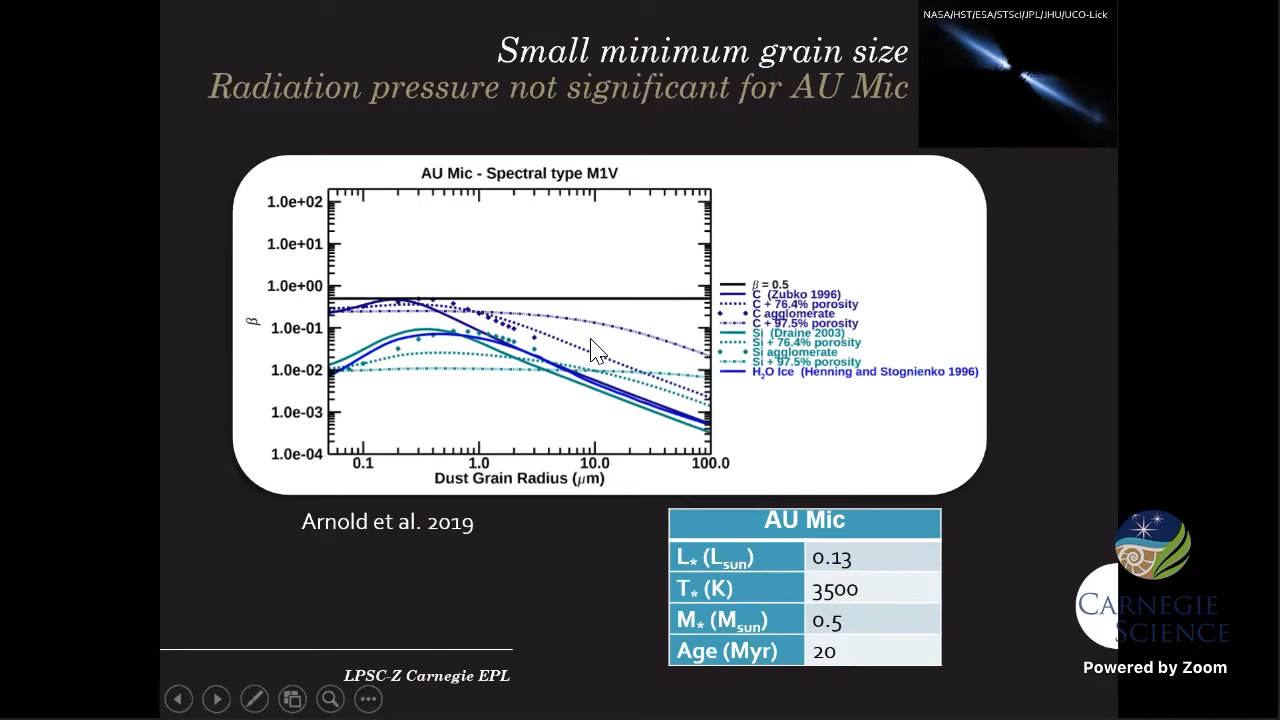 NASA/HST/ESA/STScI/JPL/JHU/UCO-Lick
Small minimum grain size
Radiation pressure not significant for AU Mic
AU Mic - Spectral type M1V
1.0e+02
1.0e+01
1.0e+00
1.0e-01
1.0e-02
1.0e-03
1.0e-04
β
0.1 1.0 10.0 100.0
Dust Grain Radius (μm)
β = 0.5
C (Zubko 1996)
C + 76.4% porosity
C agglomerate
C + 97.5% porosity
Si (Draine 2003)
Si + 76.4% porosity
Si agglomerate
Si + 97.5% porosity
H₂O Ice (Henning and Stognienko 1996)
Arnold et al. 2019
AU Mic
L* (Lsun) 0.13
T* (K) 3500
M* (Msun) 0.5
Age (Myr) 20
LPSC-Z Carnegie EPL
CARNEGIE
SCIENCE
Powered by Zoom